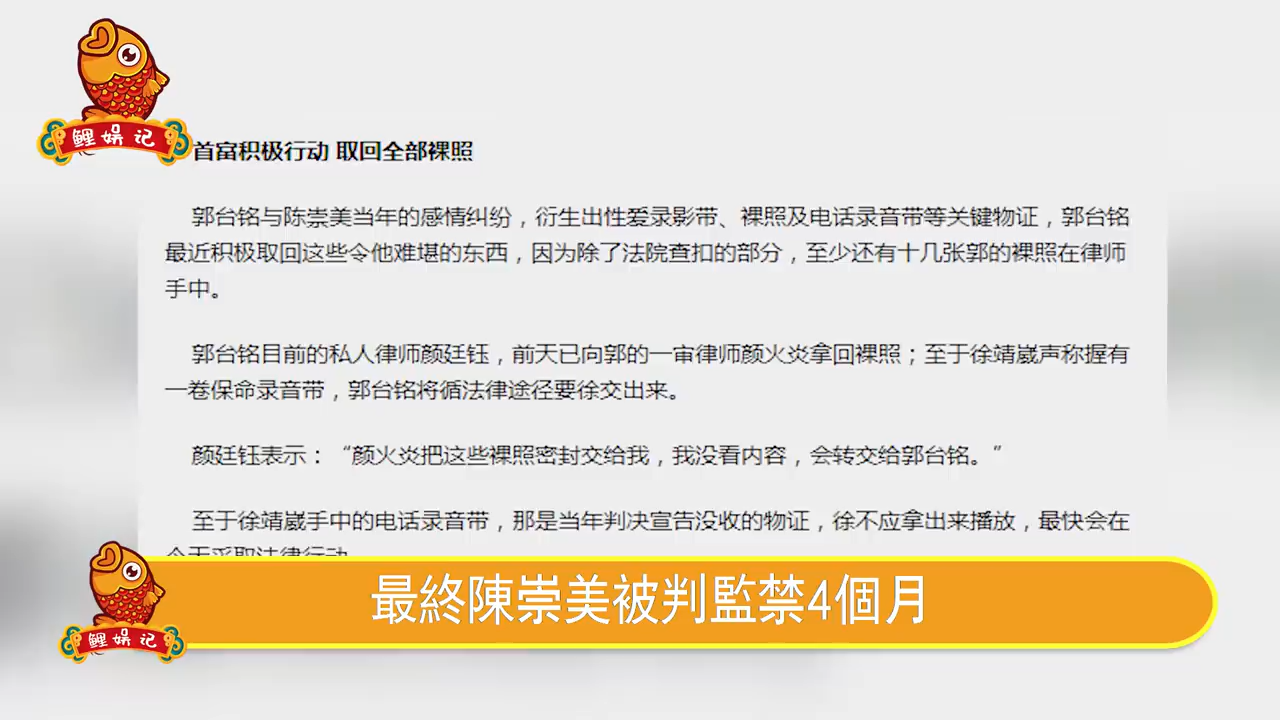 鲤娱记
首富积极行动 取回全部裸照
郭台铭与陈崇美当年的感情纠纷，衍生出性爱录影带、裸照及电话录音带等关键物证，郭台铭
最近积极取回这些令他难堪的东西，因为除了法院查扣的部分，至少还有十几张郭的裸照在律师
手中。
郭台铭目前的私人律师颜廷钰，前天已向郭的一审律师颜火炎拿回裸照；至于徐靖崴声称握有
一卷保命录音带，郭台铭将循法律途径要徐交出来。
颜廷钰表示：“颜火炎把这些裸照密封交给我，我没看内容，会转交给郭台铭。”
至于徐靖崴手中的电话录音带，那是当年判决宣告没收的物证，徐不应拿出来播放，最快会在
今天采取法律行动
最終陳崇美被判監禁4個月
鲤娱记